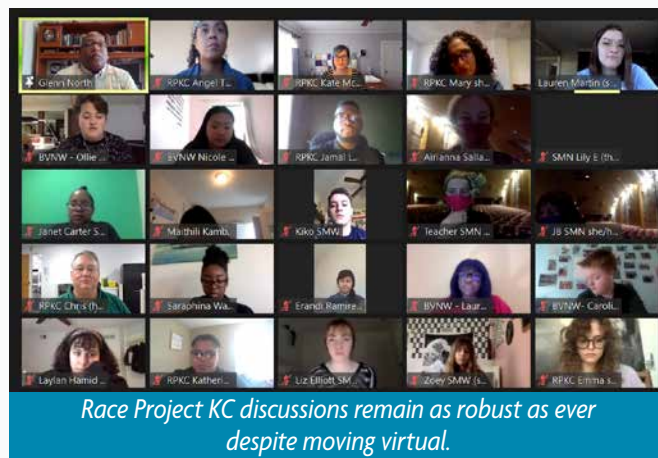 Glenn North
RPKC Angel T...
RPKC Kate Mc...
RPKC Mary sh...
Lauren Martin (s...
BVNW - Ollie ...
BVNW Nicole ...
RPKC Jamal L...
Airianna Salla...
SMN Lily E (th...
Janet Carter S...
Maithili Kamb...
Kiko SMW
Teacher SMN ...
JB SMN she/h...
RPKC Chris (h...
Saraphina Wa...
Erandi Ramire...
BVNW - Laur...
BVNW- Caroli...
Laylan Hamid ...
RPKC Katheri...
Liz Elliott SM...
Zoey SMW (s...
RPKC Emma s...
Race Project KC discussions remain as robust as ever
despite moving virtual.